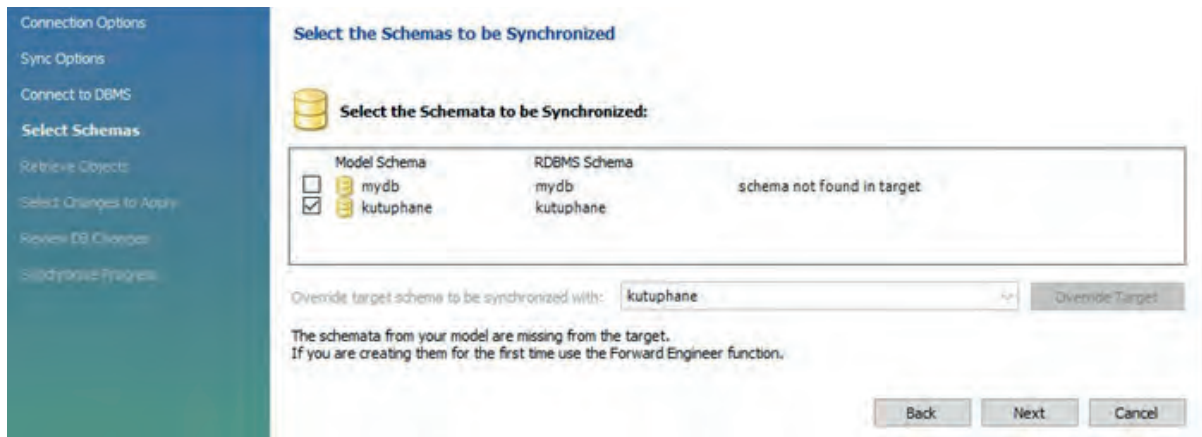 Connection Options
Sync Options
Connect to DBMS
Select Schemas
Retrieve Objects
Select Changes to Apply
Review DB Changes
Synchronize Progress
Select the Schemas to be Synchronized
Select the Schemata to be Synchronized:
Model Schema RDBMS Schema
mydb mydb schema not found in target
kutuphane kutuphane
Override target schema to be synchronized with: kutuphane Override Target
The schemata from your model are missing from the target.
If you are creating them for the first time use the Forward Engineer function.
Back Next Cancel